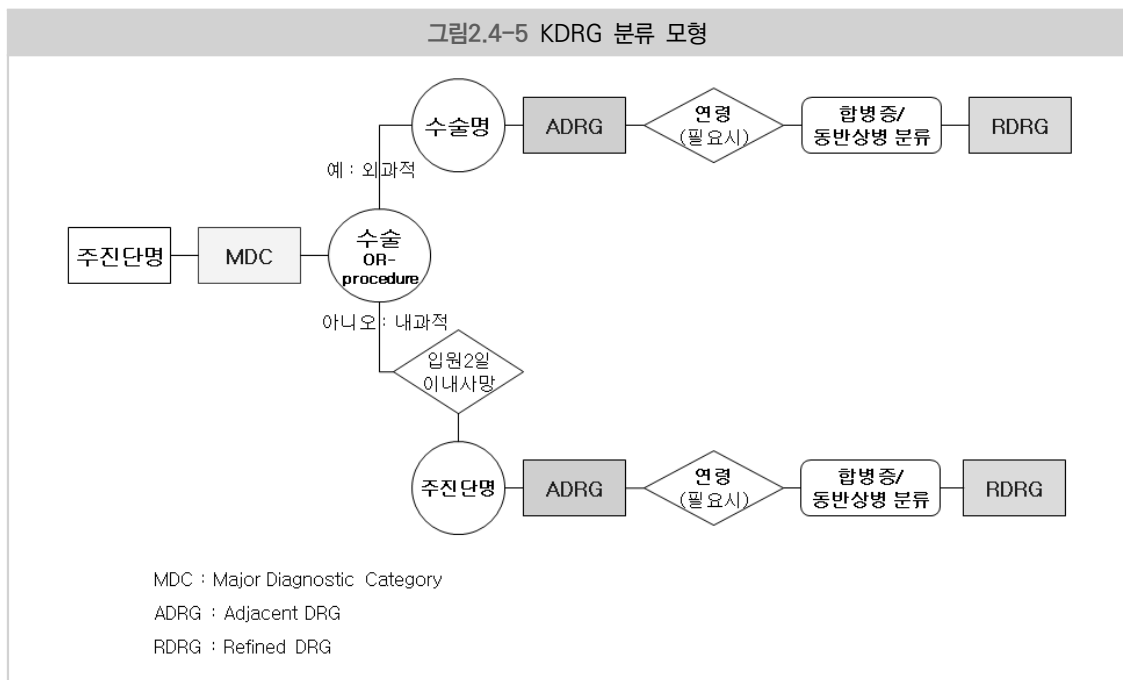 그림2.4-5 KDRG 분류 모형
수술명
ADRG
연령
(필요시)
합병증/
동반상병 분류
RDRG
예 : 외과적
주진단명
MDC
수술
OR-
procedure
아니오 : 내과적
입원2일
이내사망
주진단명
ADRG
연령
(필요시)
합병증/
동반상병 분류
RDRG
MDC : Major Diagnostic Category
ADRG : Adjacent DRG
RDRG : Refined DRG